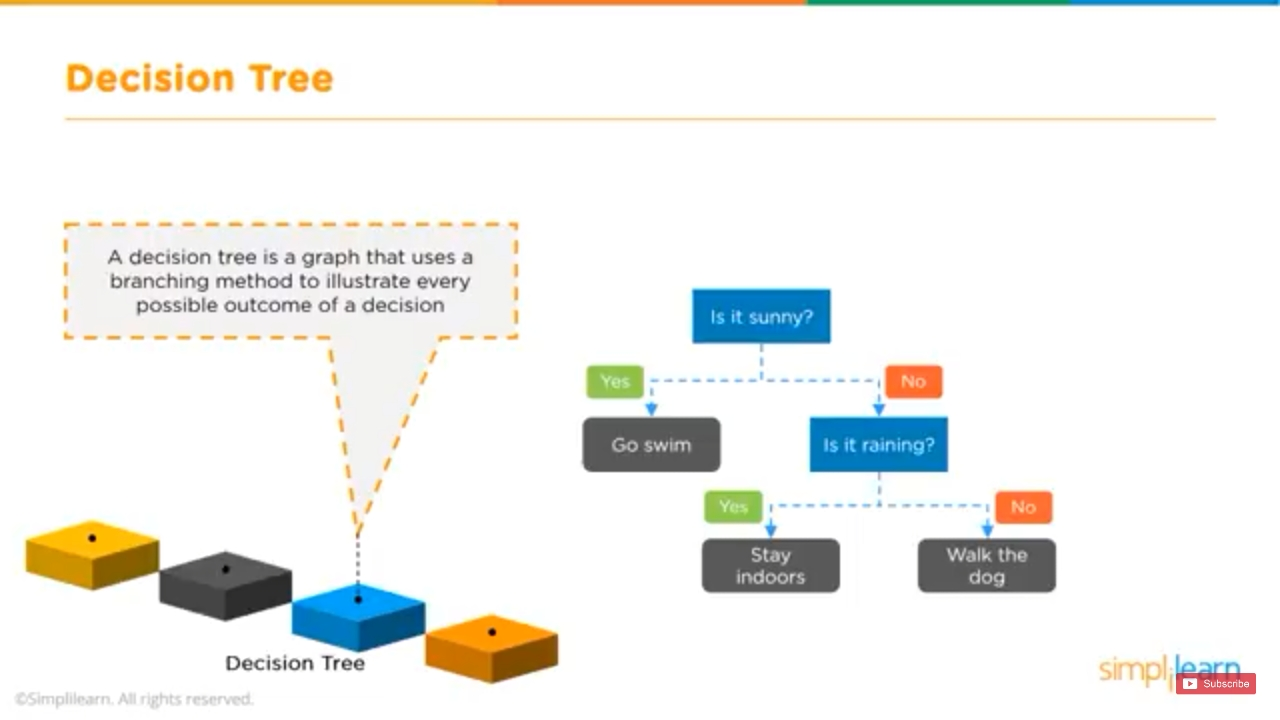 Decision Tree
A decision tree is a graph that uses a
branching method to illustrate every
possible outcome of a decision
Is it sunny?
Yes
No
Go swim
Is it raining?
Yes
No
Stay
indoors
Walk the
dog
Decision Tree
simplilearn
Subscribe
©Simplilearn. All rights reserved.